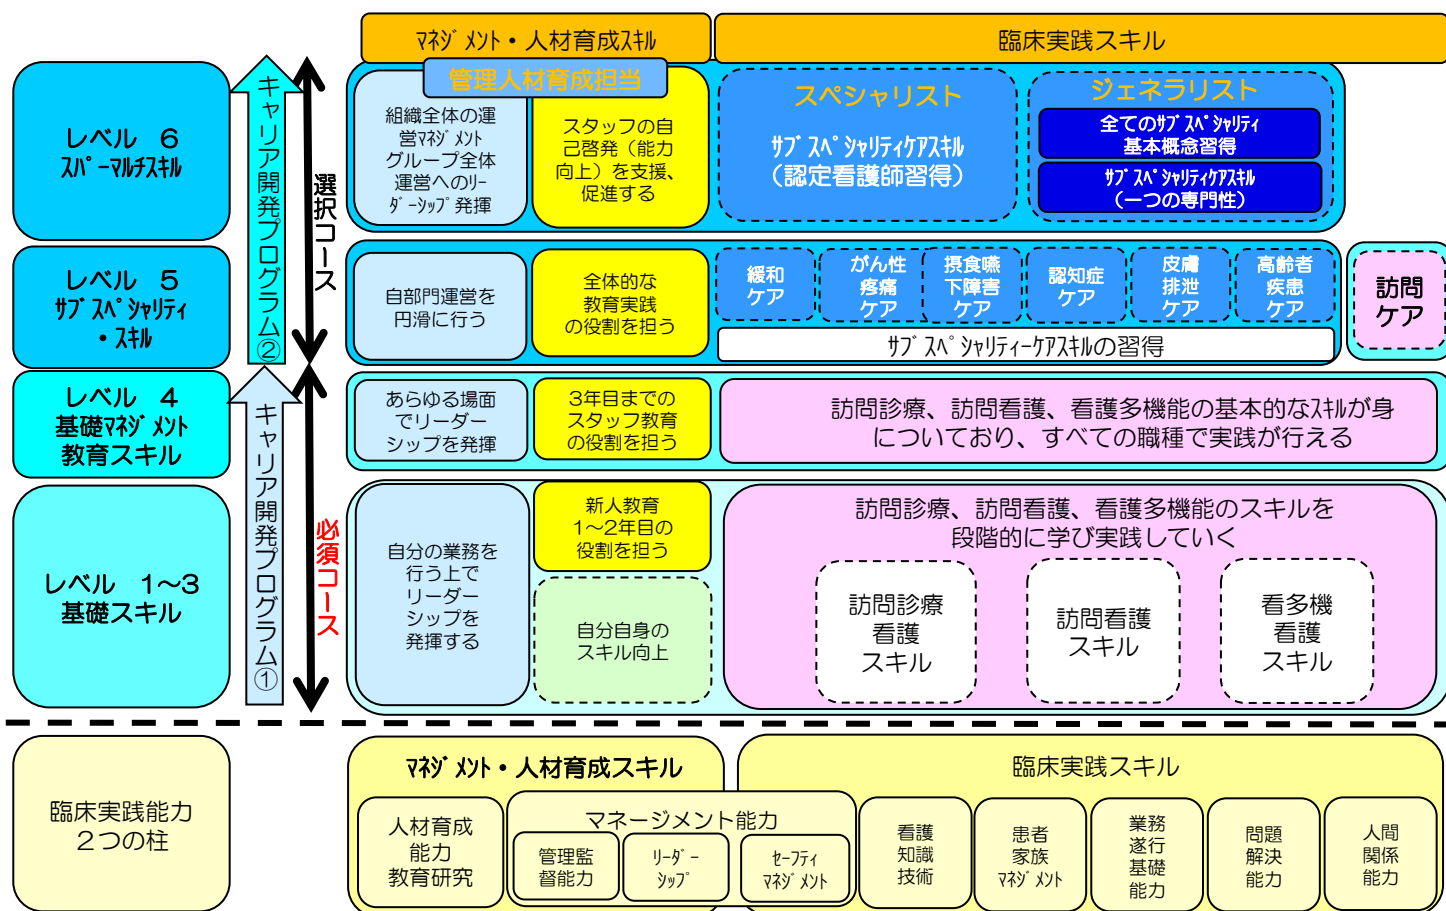 マネジメント・人材育成スキル
臨床実践スキル
レベル　6
スパーマルチスキル
キャリア開発プログラム②
選択コース
管理人材育成担当
組織全体の運
営マネジメント
グループ全体
運営へのリー
ダーシップ発揮
スタッフの自
己啓発（能力
向上）を支援、
促進する
スペシャリスト
サブスペシャリティケアスキル
（認定看護師習得）
ジェネラリスト
全てのサブスペシャリティ
基本概念習得
サブスペシャリティケアスキル
（一つの専門性）
レベル　5
サブスペシャリティ
・スキル
自部門運営を
円滑に行う
全体的な
教育実践
の役割を担う
緩和
ケア
がん性
疼痛
ケア
摂食嚥
下障害
ケア
認知症
ケア
皮膚
排泄
ケア
高齢者
疾患
ケア
サブスペシャリティーケアスキルの習得
訪問
ケア
レベル　4
基礎マネジメント
教育スキル
キャリア開発プログラム①
必須コース
あらゆる場面
でリーダー
シップを発揮
3年目までの
スタッフ教育
の役割を担う
訪問診療、訪問看護、看護多機能の基本的なスキルが身
についており、すべての職種で実践が行える
レベル　1～3
基礎スキル
自分の業務を
行う上で
リーダー
シップを
発揮する
新人教育
1～2年目の
役割を担う
自分自身の
スキル向上
訪問診療、訪問看護、看護多機能のスキルを
段階的に学び実践していく
訪問診療
看護
スキル
訪問看護
スキル
看多機
看護
スキル
臨床実践能力
２つの柱
マネジメント・人材育成スキル
人材育成
能力
教育研究
マネージメント能力
管理監
督能力
リーダー
シップ
セーフティ
マネジメント
臨床実践スキル
看護
知識
技術
患者
家族
マネジメント
業務
遂行
基礎
能力
問題
解決
能力
人間
関係
能力